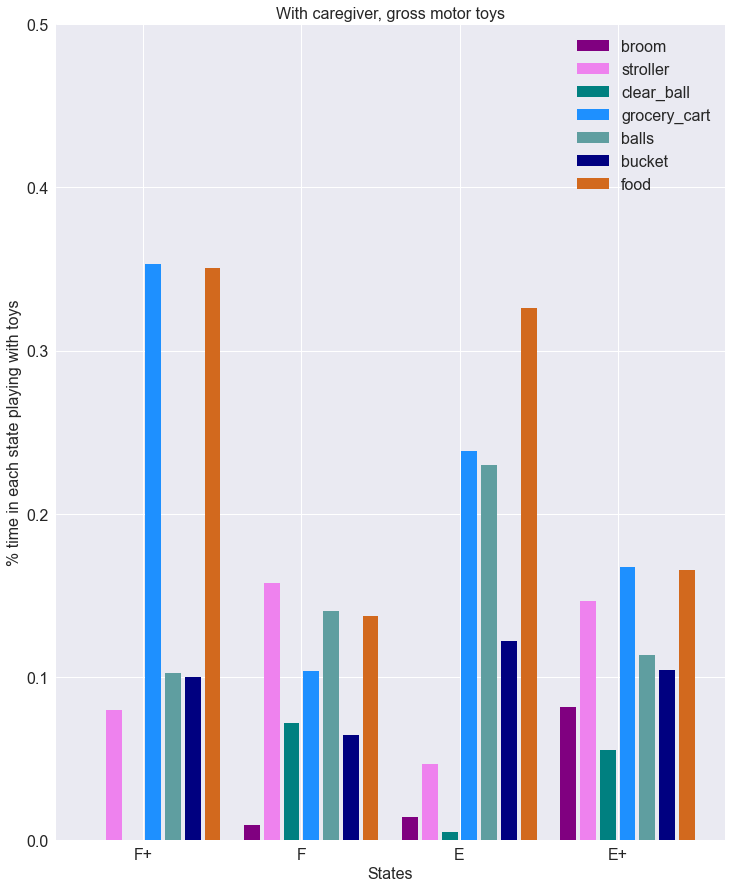 With caregiver, gross motor toys
broom
stroller
clear_ball
grocery_cart
balls
bucket
food
% time in each state playing with toys
0.5
0.4
0.3
0.2
0.1
0.0
F+ F E E+
States